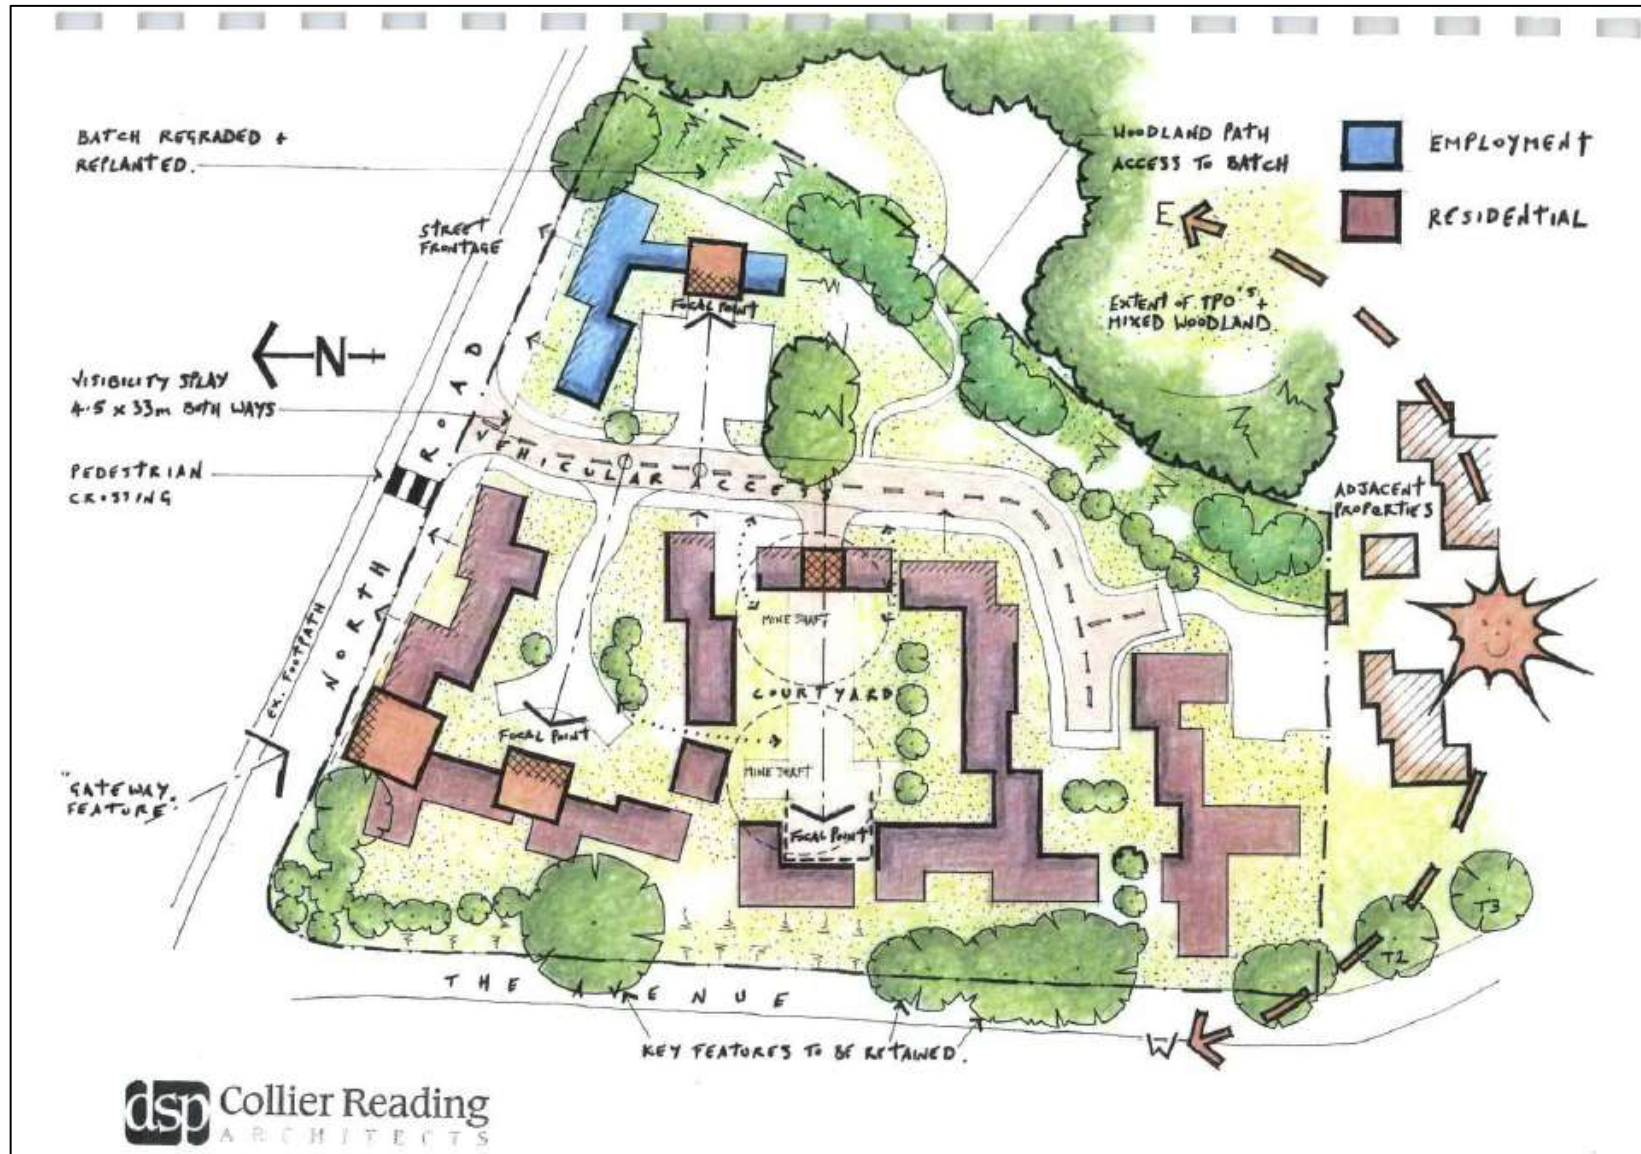 BATCH REGRADED +
REPLANTED.
WOODLAND PATH
ACCESS TO BATCH
EMPLOYMENT
RESIDENTIAL
STREET
FRONTAGE
E
FOCAL POINT
EXTENT OF TPO'S +
MIXED WOODLAND.
N
VISIBILITY SPLAY
4.5 x 33m BOTH WAYS
PEDESTRIAN
CROSSING
VEHICULAR ACCESS
NORTH ROAD
ADJACENT
PROPERTIES
EX. FOOTPATH
MINE SHAFT
COURTYARD
FOCAL POINT
MINE SHAFT
"GATEWAY
FEATURE"
FOCAL POINT
T3
T2
THE AVENUE
W
KEY FEATURES TO BE RETAINED.
dsp Collier Reading
ARCHITECTS